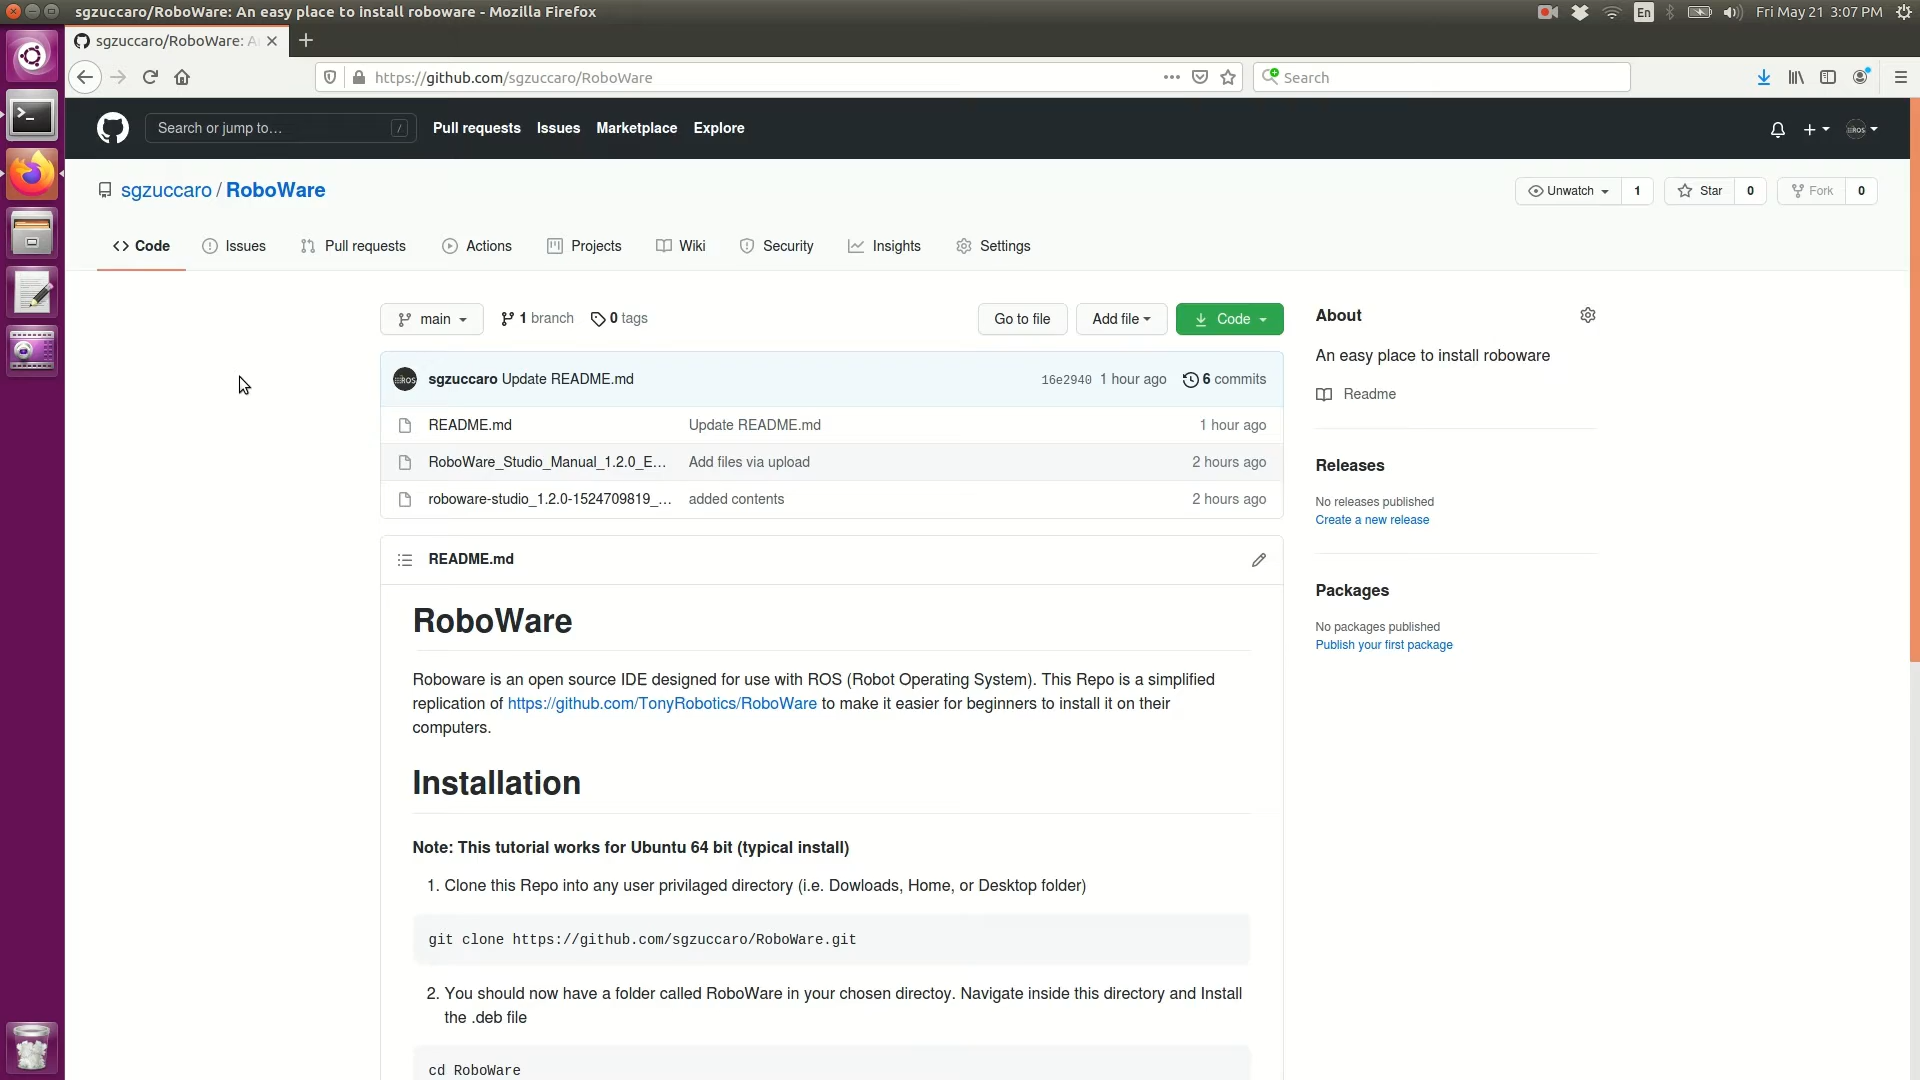 sgzuccaro/RoboWare: An easy place to install roboware - Mozilla Firefox
En
Fri May 21 3:07 PM
sgzuccaro/RoboWare: A
https://github.com/sgzuccaro/RoboWare
Search
Search or jump to…
/
Pull requests
Issues
Marketplace
Explore
ROS
sgzuccaro / RoboWare
Unwatch
1
Star
0
Fork
0
Code
Issues
Pull requests
Actions
Projects
Wiki
Security
Insights
Settings
main
1 branch
0 tags
Go to file
Add file
Code
ROS
sgzuccaro Update README.md
16e2940
1 hour ago
6 commits
README.md
Update README.md
1 hour ago
RoboWare_Studio_Manual_1.2.0_E…
Add files via upload
2 hours ago
roboware-studio_1.2.0-1524709819_…
added contents
2 hours ago
About
An easy place to install roboware
Readme
Releases
No releases published
Create a new release
Packages
No packages published
Publish your first package
README.md
RoboWare
Roboware is an open source IDE designed for use with ROS (Robot Operating System). This Repo is a simplified
replication of https://github.com/TonyRobotics/RoboWare to make it easier for beginners to install it on their
computers.
Installation
Note: This tutorial works for Ubuntu 64 bit (typical install)
1. Clone this Repo into any user privilaged directory (i.e. Dowloads, Home, or Desktop folder)
git clone https://github.com/sgzuccaro/RoboWare.git
2. You should now have a folder called RoboWare in your chosen directoy. Navigate inside this directory and Install
the .deb file
cd RoboWare